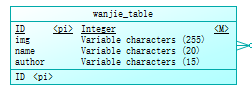 wanjie_table
ID <pi> Integer <M>
img Variable characters (255)
name Variable characters (20)
author Variable characters (15)
ID <pi>